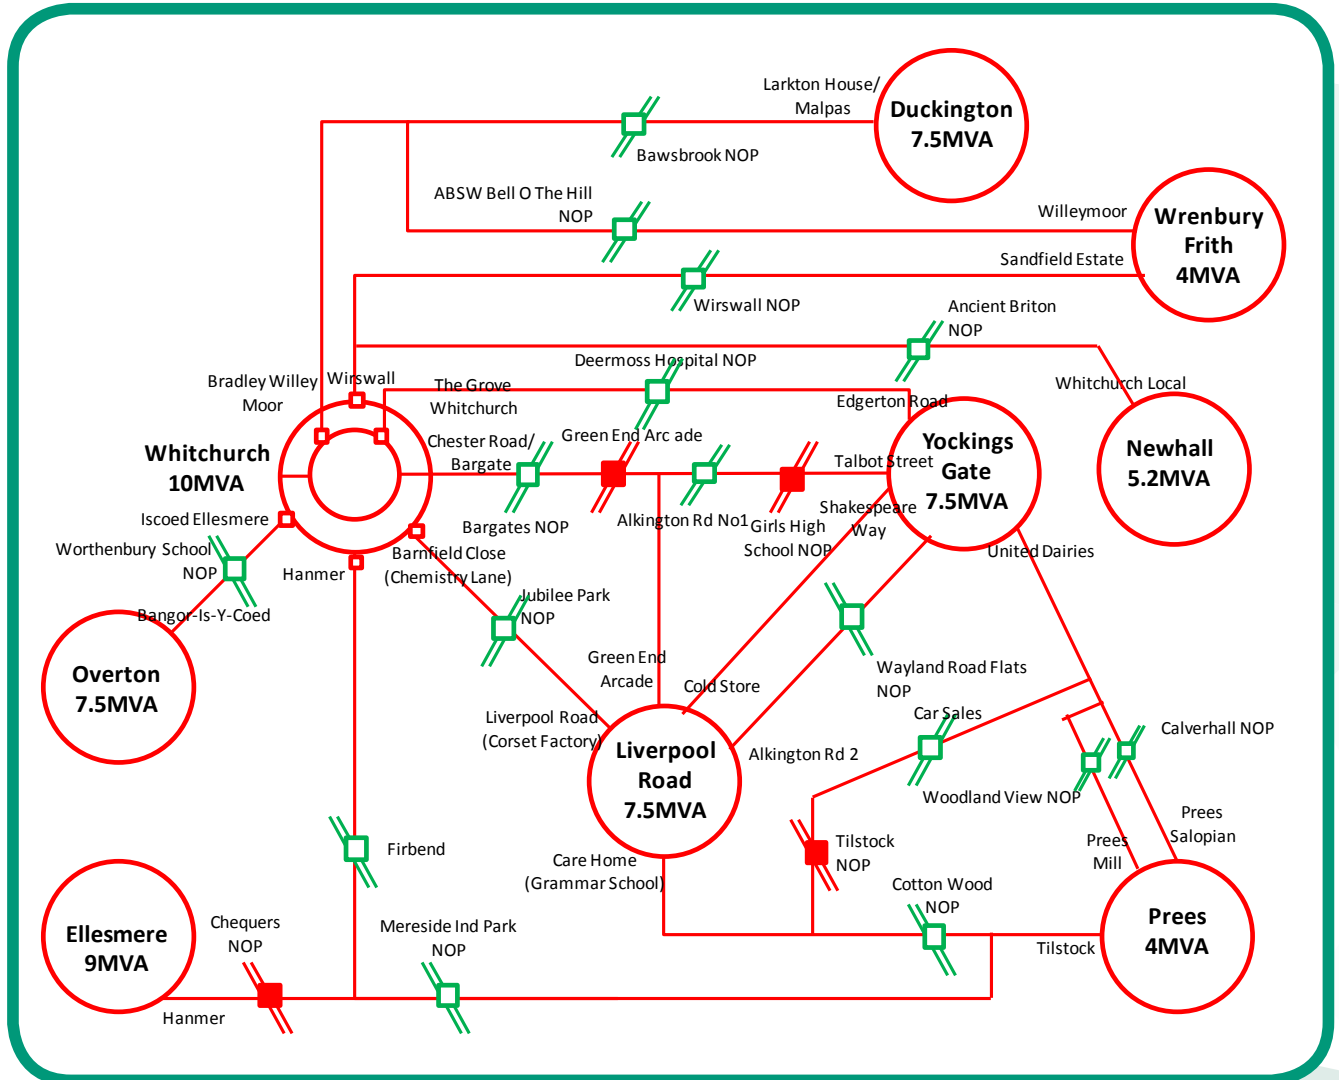 Larkton House/
Malpas
Duckington
7.5MVA
Bawsbrook NOP
ABSW Bell O The Hill
NOP
Willeymoor
Wrenbury
Frith
4MVA
Sandfield Estate
Wirswall NOP
Ancient Briton
NOP
Deermoss Hospital NOP
Bradley Willey
Moor
Wirswall
The Grove
Whitchurch
Edgerton Road
Whitchurch Local
Whitchurch
10MVA
Chester Road/
Bargate
Green End Arc ade
Talbot Street
Yockings
Gate
7.5MVA
Newhall
5.2MVA
Bargates NOP
Alkington Rd No1
Girls High
School NOP
Shakespeare
Way
Iscoed Ellesmere
Worthenbury School
NOP
Hanmer
Barnfield Close
(Chemistry Lane)
United Dairies
Bangor-Is-Y-Coed
Jubilee Park
NOP
Overton
7.5MVA
Green End
Arcade
Cold Store
Wayland Road Flats
NOP
Liverpool Road
(Corset Factory)
Liverpool
Road
7.5MVA
Alkington Rd 2
Car Sales
Calverhall NOP
Woodland View NOP
Prees
Salopian
Prees
Mill
Firbend
Care Home
(Grammar School)
Tilstock
NOP
Cotton Wood
NOP
Ellesmere
9MVA
Chequers
NOP
Mereside Ind Park
NOP
Tilstock
Prees
4MVA
Hanmer